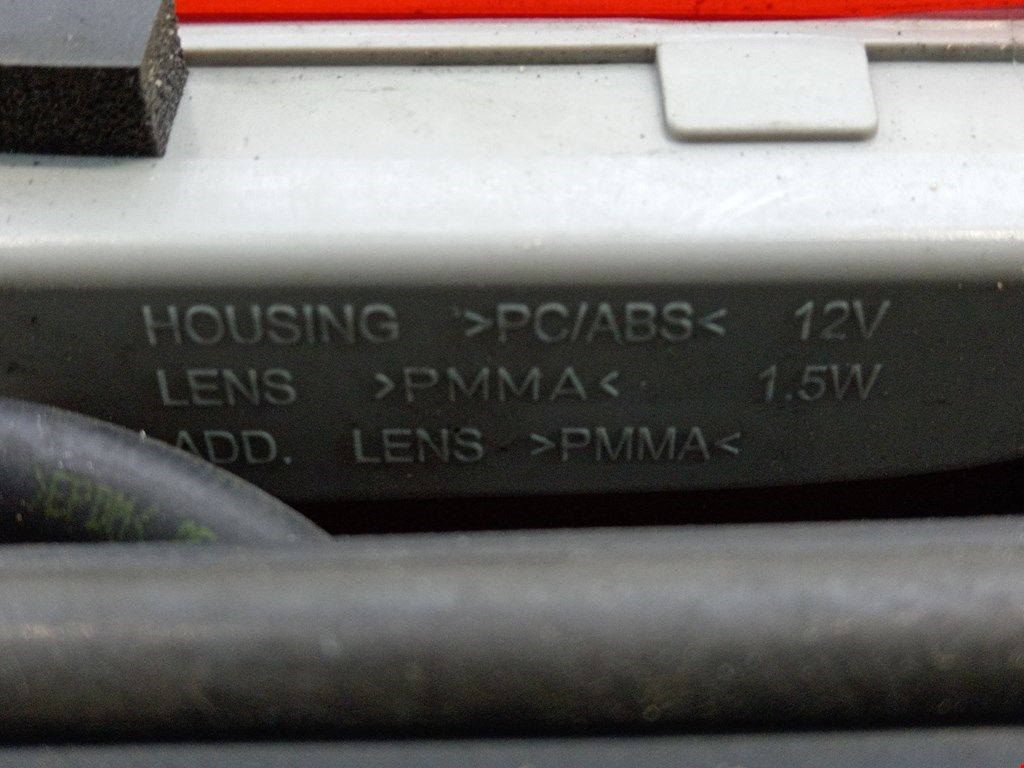 HOUSING >PC/ABS< 12V
LENS >PMMA< 1.5W
ADD. LENS >PMMA<